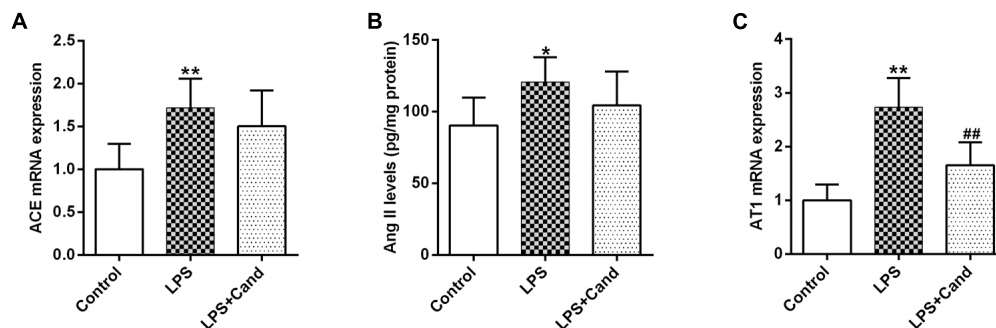 A
ACE mRNA expression
2.5
2.0
1.5
1.0
0.5
0.0
**
Control
LPS
LPS+Cand
B
Ang II levels (pg/mg protein)
150
100
50
0
*
Control
LPS
LPS+Cand
C
AT1 mRNA expression
4
3
2
1
0
**
##
Control
LPS
LPS+Cand